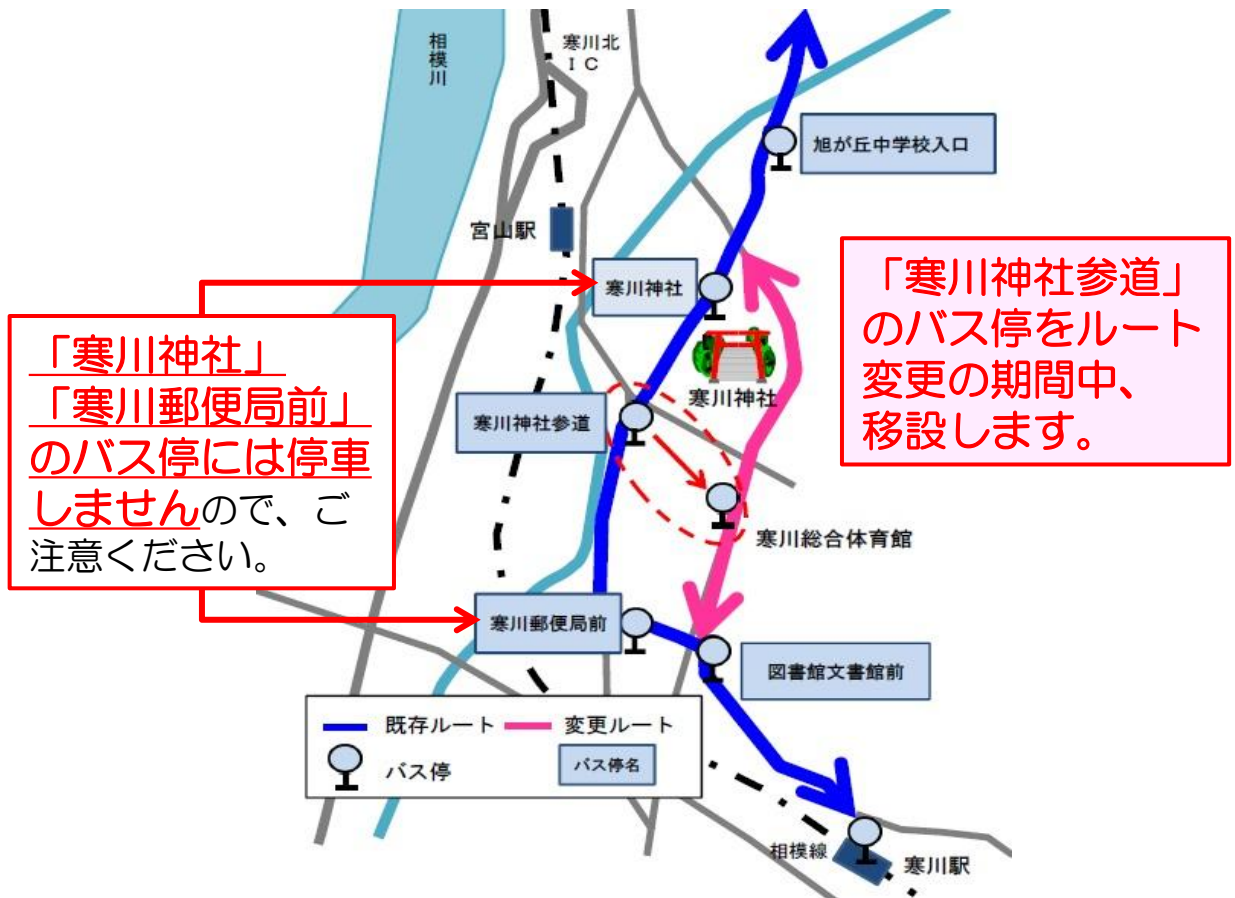 相模川
寒川北
ＩＣ
旭が丘中学校入口
宮山駅
寒川神社
「寒川神社参道」
のバス停をルート
変更の期間中、
移設します。
「寒川神社」
「寒川郵便局前」
のバス停には停車
しませんので、ご
注意ください。
寒川神社
寒川神社参道
寒川総合体育館
寒川郵便局前
図書館文書館前
既存ルート
変更ルート
バス停
バス停名
相模線
寒川駅